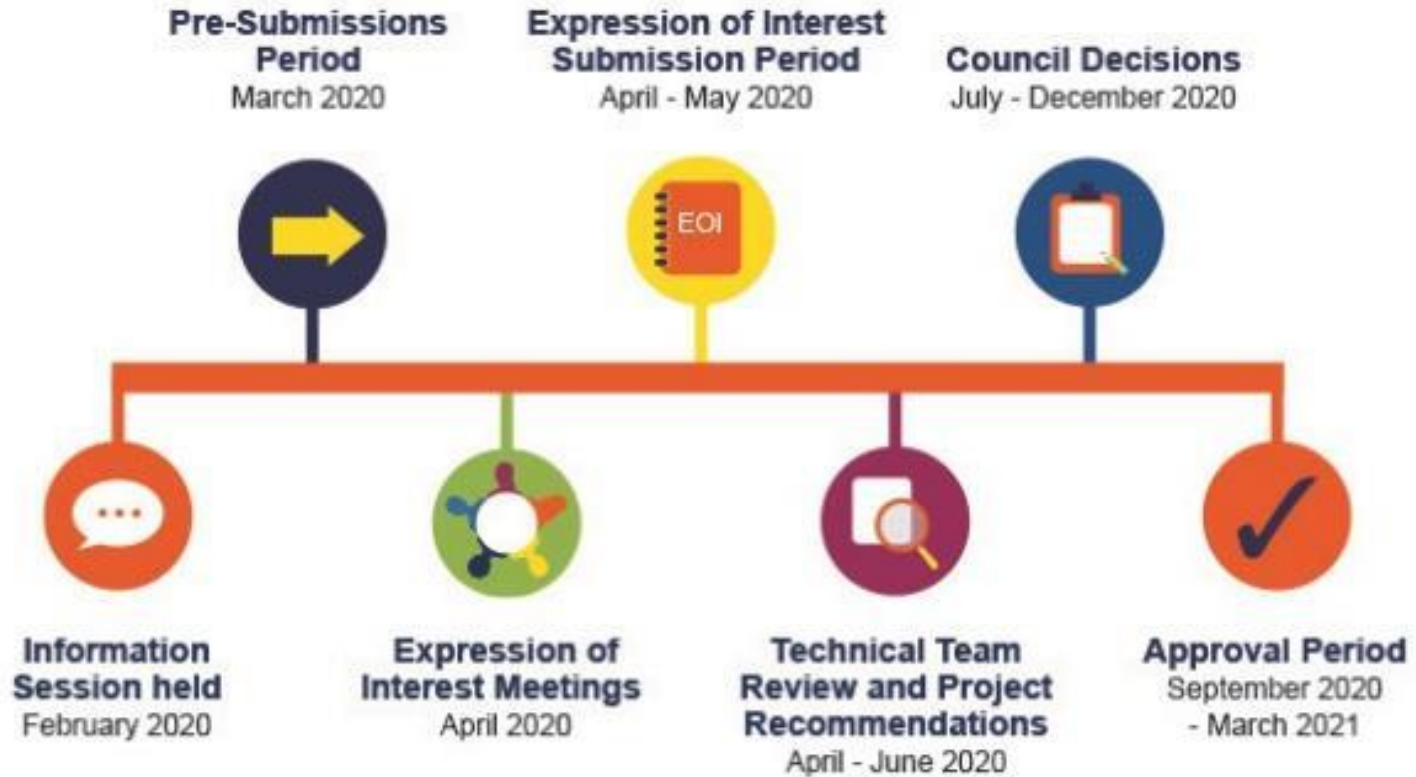 Pre-Submissions
Period
March 2020
Expression of Interest
Submission Period
April - May 2020
Council Decisions
July - December 2020
EOI
Information
Session held
February 2020
Expression of
Interest Meetings
April 2020
Technical Team
Review and Project
Recommendations
April - June 2020
Approval Period
September 2020
- March 2021